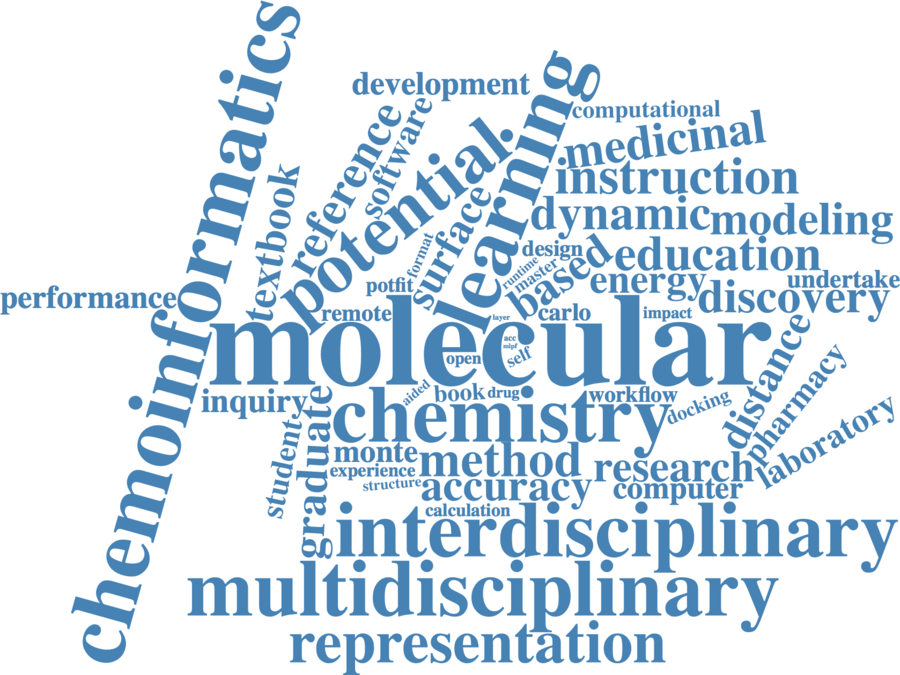 chemoinformatics
development
learning
computational
reference
software
potential
medicinal
instruction
textbook
surface
dynamic
modeling
format
design
based
education
runtime
master
potfit
energy
undertake
performance
discovery
remote
carlo
impact
layer
molecular
acc
mlpf
open
self
distance
pharmacy
aided
book
drug
workflow
inquiry
chemistry
docking
laboratory
student
graduate
monte
method
research
experience
structure
accuracy
computer
calculation
interdisciplinary
multidisciplinary
representation